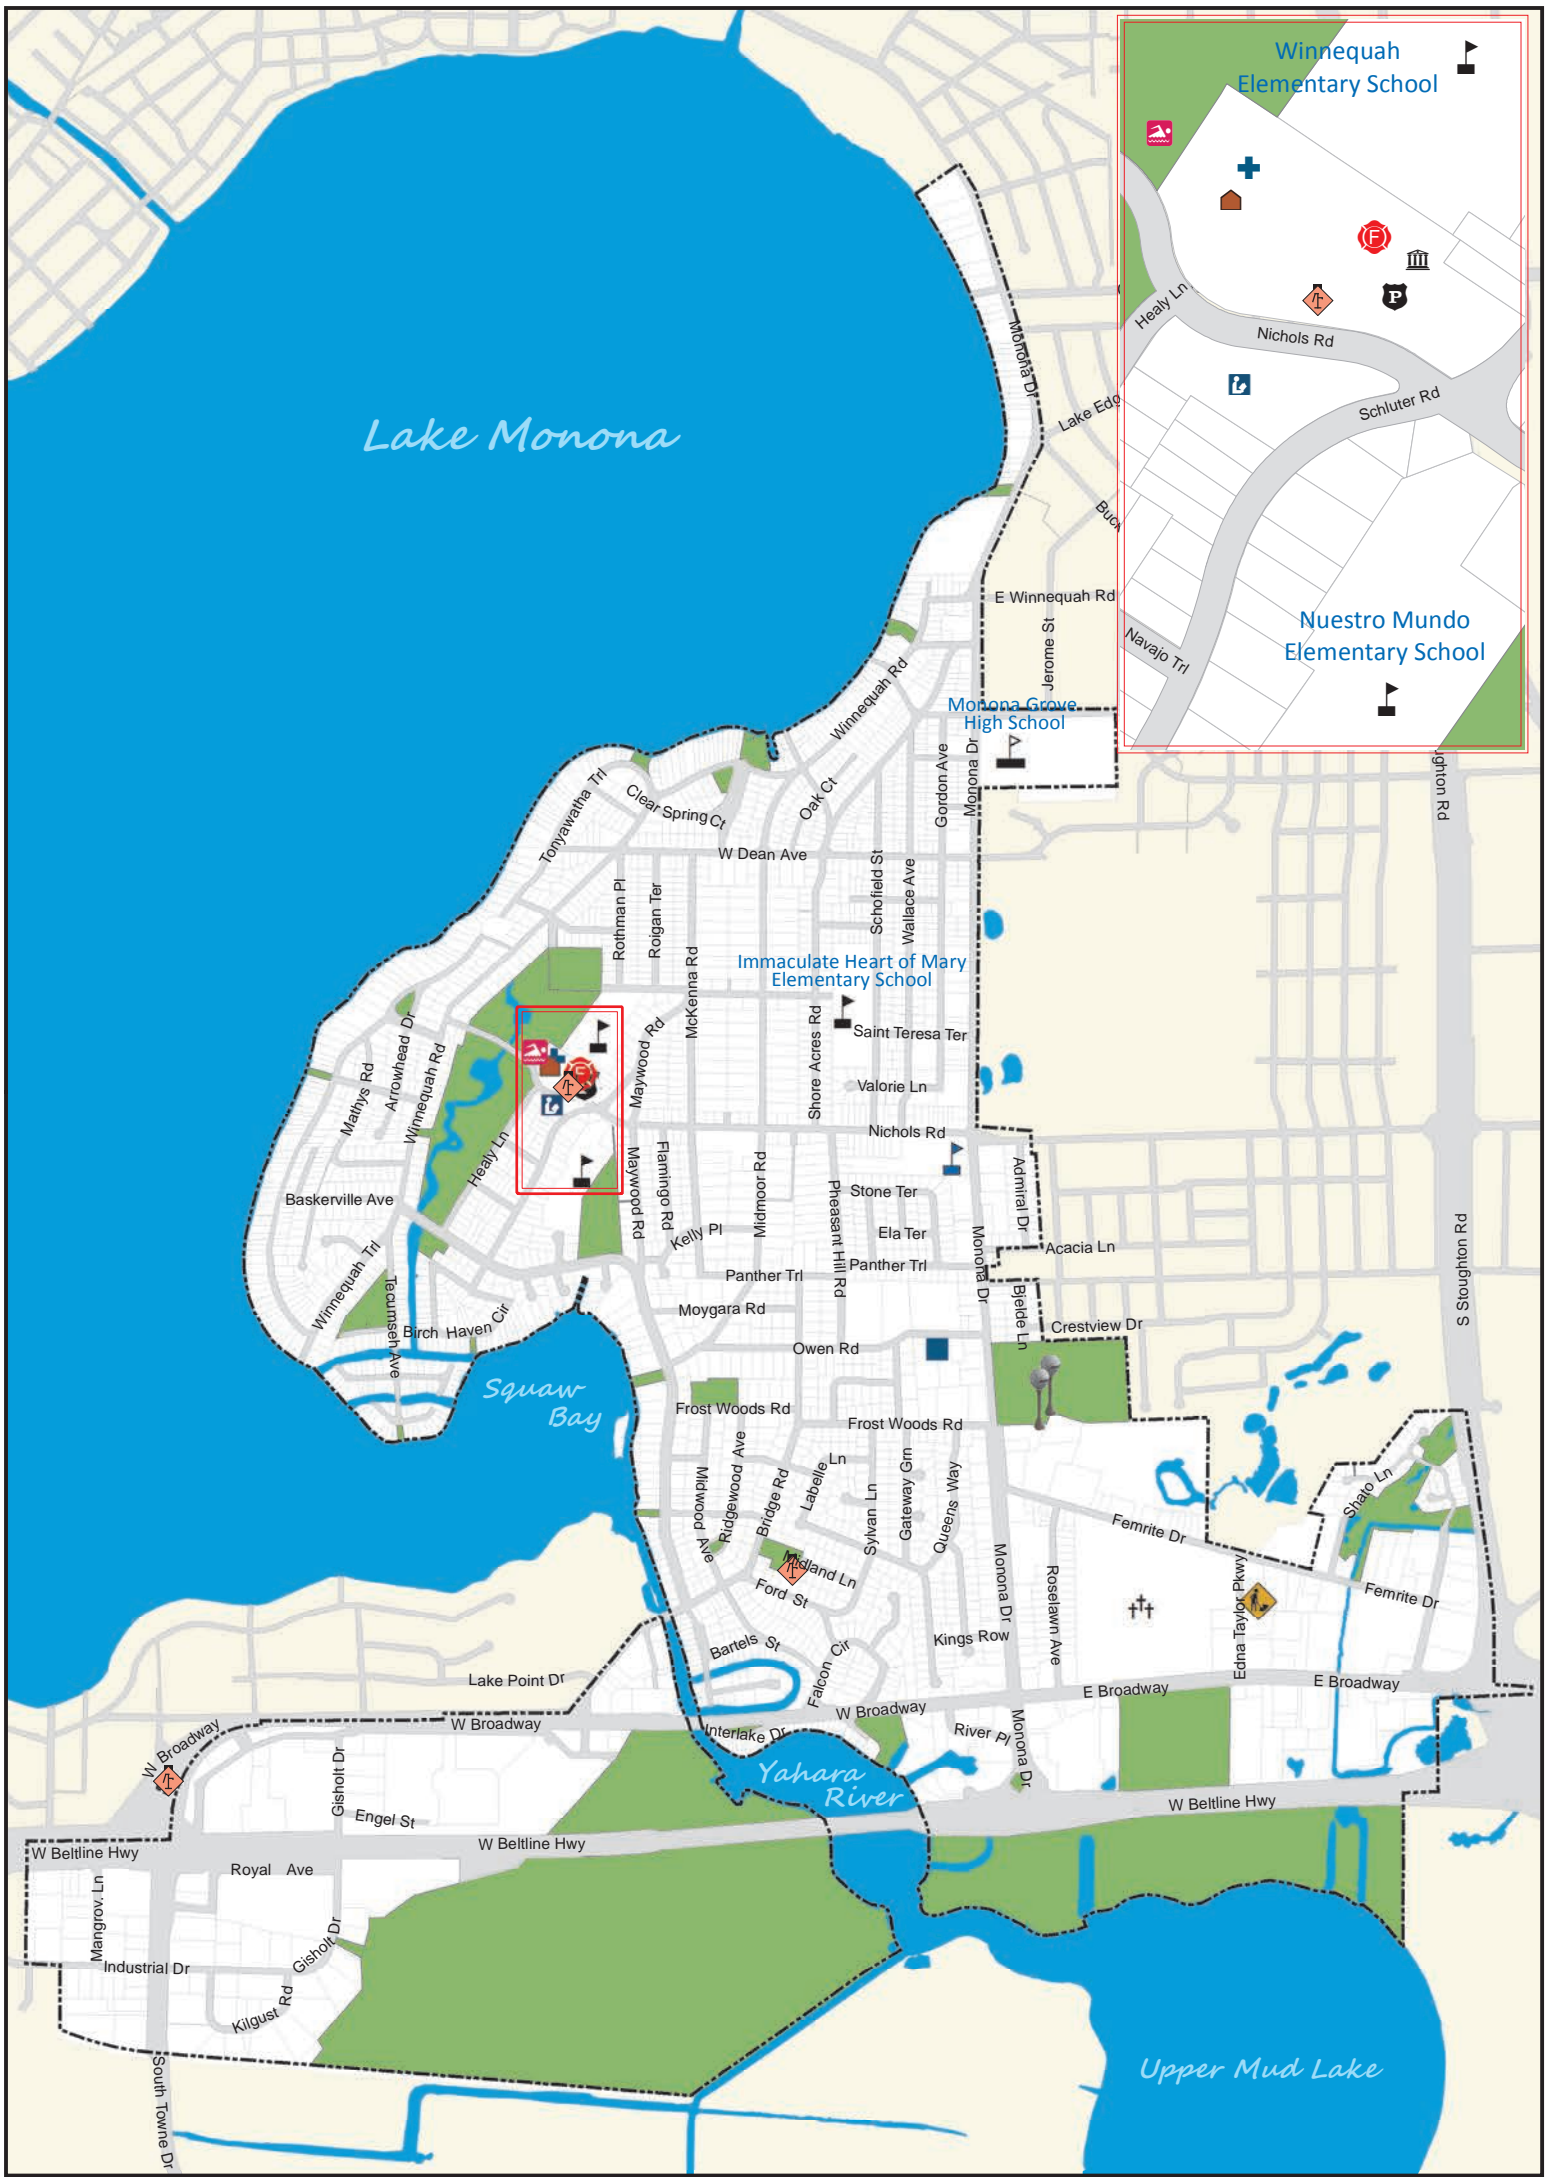 Winnequah
Elementary School
F
P
Healy Ln
Nichols Rd
Schluter Rd
Navajo Trl
Nuestro Mundo
Elementary School
Lake Monona
Monona Dr
E Winnequah Rd
Jerome St
Winnequah Rd
Monona Grove
High School
Gordon Ave
Monona Dr
Tonyawatha Trl
Clear Spring Ct
Oak Ct
W Dean Ave
Rothman Pl
Roigan Ter
Schofield St
Wallace Ave
McKenna Rd
Immaculate Heart of Mary
Elementary School
Saint Teresa Ter
Shore Acres Rd
Maywood Rd
Mathys Rd
Arrowhead Dr
Winnequah Rd
F
Valorie Ln
Healy Ln
Nichols Rd
Maywood Rd
Flamingo Rd
Midmoor Rd
Pheasant Hill Rd
Stone Ter
Admiral Dr
Baskerville Ave
Kelly Pl
Ela Ter
Acacia Ln
Monona Dr
Winnequah Trl
Panther Trl
Panther Trl
Tecumseh Ave
Birch Haven Cir
Moygara Rd
Bjelde Ln
Crestview Dr
S Stoughton Rd
ughton Rd
Owen Rd
Squaw
Bay
Frost Woods Rd
Frost Woods Rd
Midwood Ave
Ridgewood Ave
Bridge Rd
Labelle Ln
Sylvan Ln
Gateway Grn
Queens Way
Shato Ln
Femrite Dr
Midland Ln
Ford St
Monona Dr
Roselawn Ave
Edna Taylor Pkwy
Femrite Dr
Bartels St
Falcon Cir
Kings Row
Lake Point Dr
E Broadway
E Broadway
W Broadway
W Broadway
W Broadway
Interlake Dr
River Pl
Monona Dr
Yahara
River
Gisholt Dr
Engel St
W Beltline Hwy
W Beltline Hwy
W Beltline Hwy
Royal Ave
Mangrov. Ln
Gisholt Dr
Industrial Dr
Kilgust Rd
South Towne Dr
Upper Mud Lake
Lake Edg
Buck